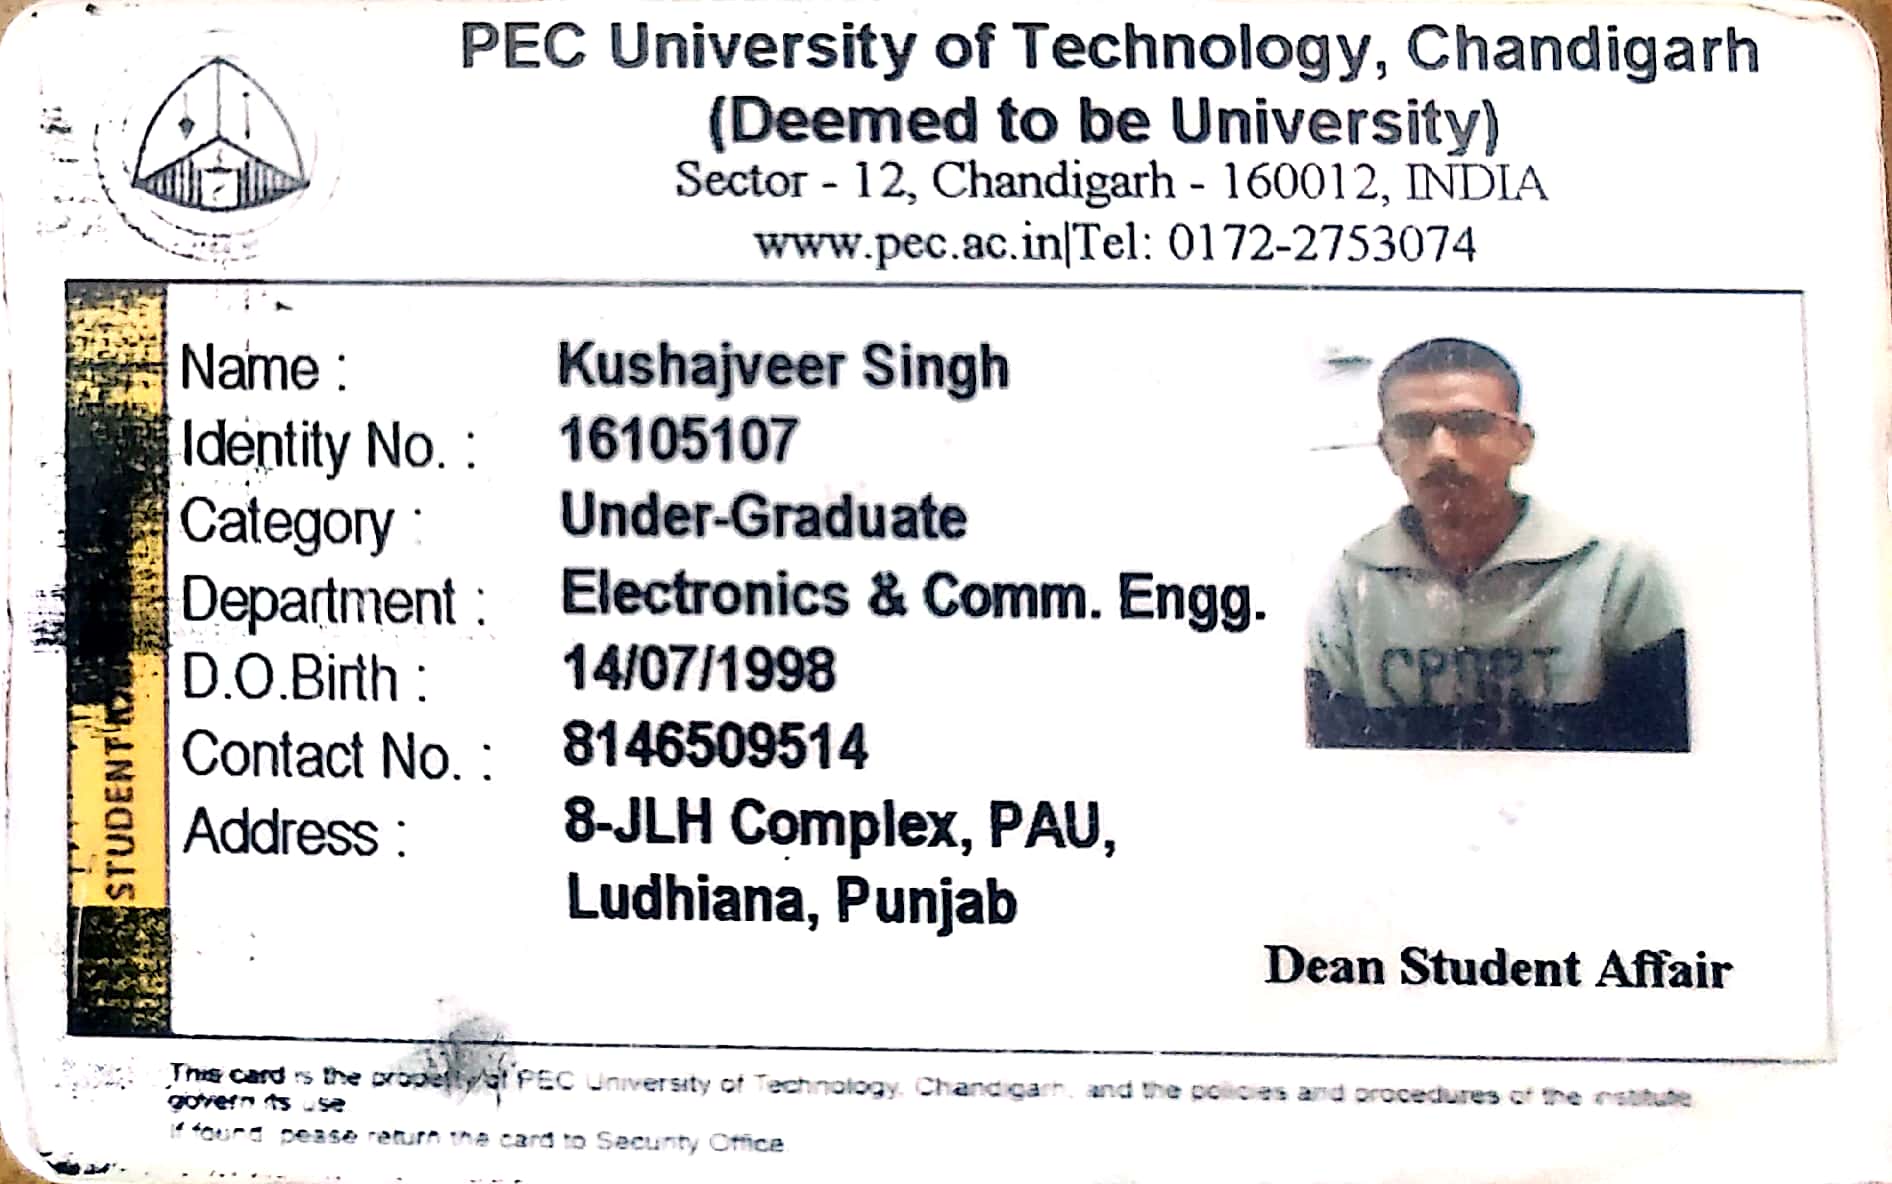 PEC University of Technology, Chandigarh
(Deemed to be University)
Sector - 12, Chandigarh - 160012, INDIA
www.pec.ac.in|Tel: 0172-2753074
Name : Kushajveer Singh
Identity No. : 16105107
Category : Under-Graduate
Department : Electronics & Comm. Engg.
D.O.Birth : 14/07/1998
Contact No. : 8146509514
Address : 8-JLH Complex, PAU,
Ludhiana, Punjab
STUDENT
SPORT
Dean Student Affair
This card is the property of PEC University of Technology, Chandigarh, and the policies and procedures of the institute
govern its use
If found pease return the card to Security Office